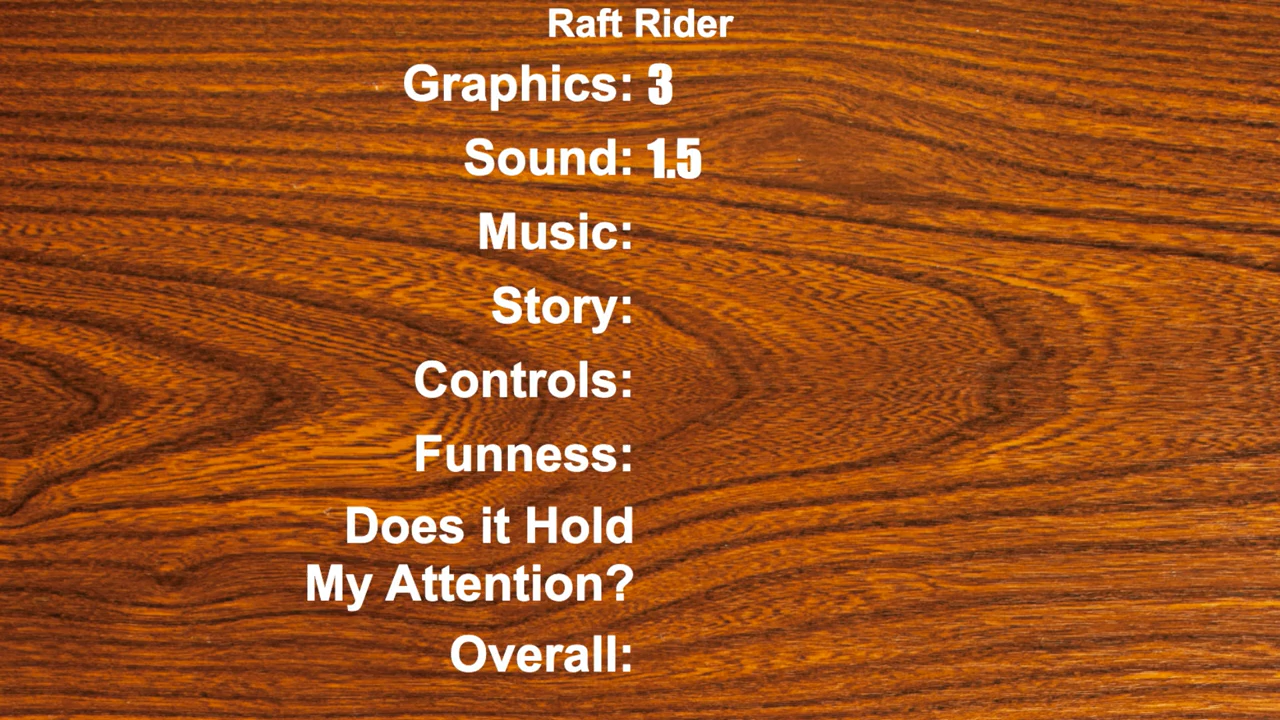 Raft Rider
Graphics: 3
Sound: 1.5
Music:
Story:
Controls:
Funness:
Does it Hold
My Attention?
Overall: